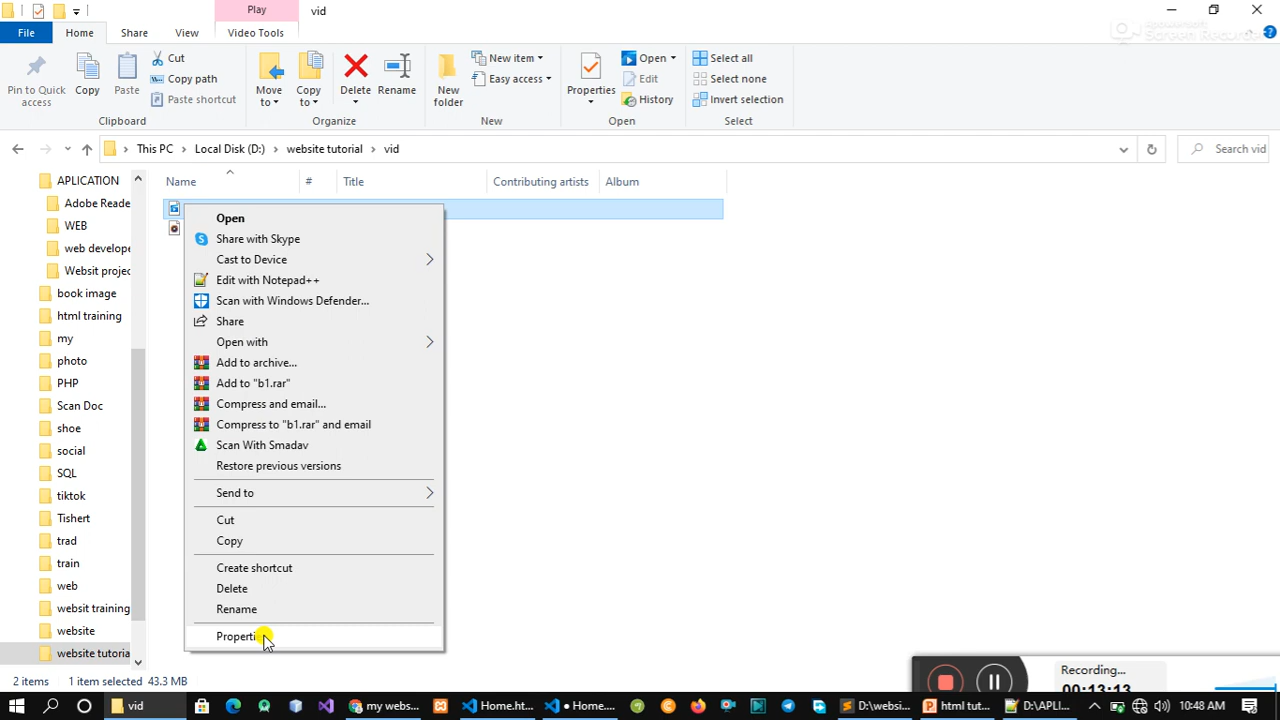 Play
vid
File
Home
Share
View
Video Tools
Pin to Quick access
Copy
Paste
Cut
Copy path
Paste shortcut
Clipboard
Move to
Copy to
Delete
Rename
Organize
New folder
New item
Easy access
New
Properties
Open
Edit
History
Open
Select all
Select none
Invert selection
Select
This PC
Local Disk (D:)
website tutorial
vid
Search vid
Name
#
Title
Contributing artists
Album
APLICATION
Adobe Reade
WEB
web develope
Websit projec
book image
html training
my
photo
PHP
Scan Doc
shoe
social
SQL
tiktok
Tishert
trad
train
web
websit training
website
website tutoria
Open
Share with Skype
Cast to Device
Edit with Notepad++
Scan with Windows Defender...
Share
Open with
Add to archive...
Add to "b1.rar"
Compress and email...
Compress to "b1.rar" and email
Scan With Smadav
Restore previous versions
Send to
Cut
Copy
Create shortcut
Delete
Rename
Properti
2 items
1 item selected 43.3 MB
Recording...
00:13:13
vid
my webs...
Home.ht...
• Home....
D:\websi...
html tut...
D:\APLI...
10:48 AM